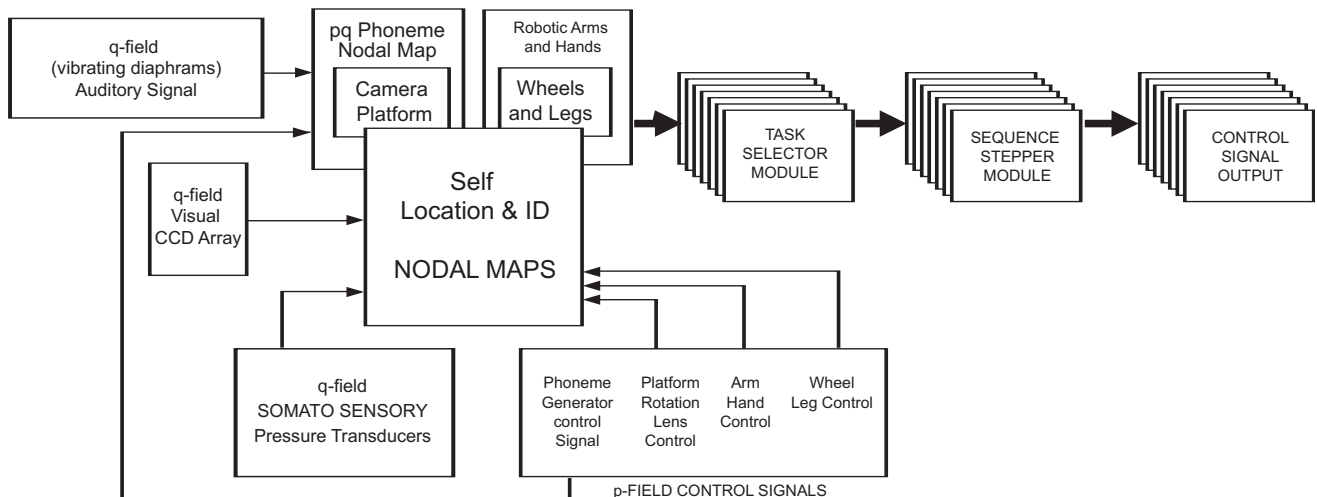 q-field
(vibrating diaphrams)
Auditory Signal
pq Phoneme
Nodal Map
Camera
Platform
Robotic Arms
and Hands
Wheels
and Legs
TASK
SELECTOR
MODULE
SEQUENCE
STEPPER
MODULE
CONTROL
SIGNAL
OUTPUT
q-field
Visual
CCD Array
Self
Location & ID
NODAL MAPS
q-field
SOMATO SENSORY
Pressure Transducers
Phoneme
Generator
control
Signal
Platform
Rotation
Lens
Control
Arm
Hand
Control
Wheel
Leg Control
p-FIELD CONTROL SIGNALS